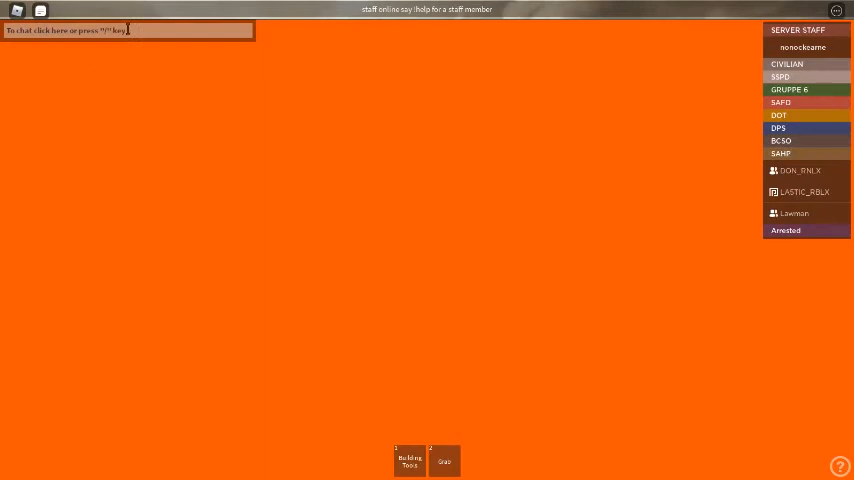 staff online say !help for a staff member
To chat click here or press "/" key
SERVER STAFF
nonockearne
CIVILIAN
SSPD
GRUPPE 6
SAFD
DOT
DPS
BCSO
SAHP
DON_RNLX
LASTIC_RBLX
Lawman
Arrested
1
Building
Tools
2
Grab
?